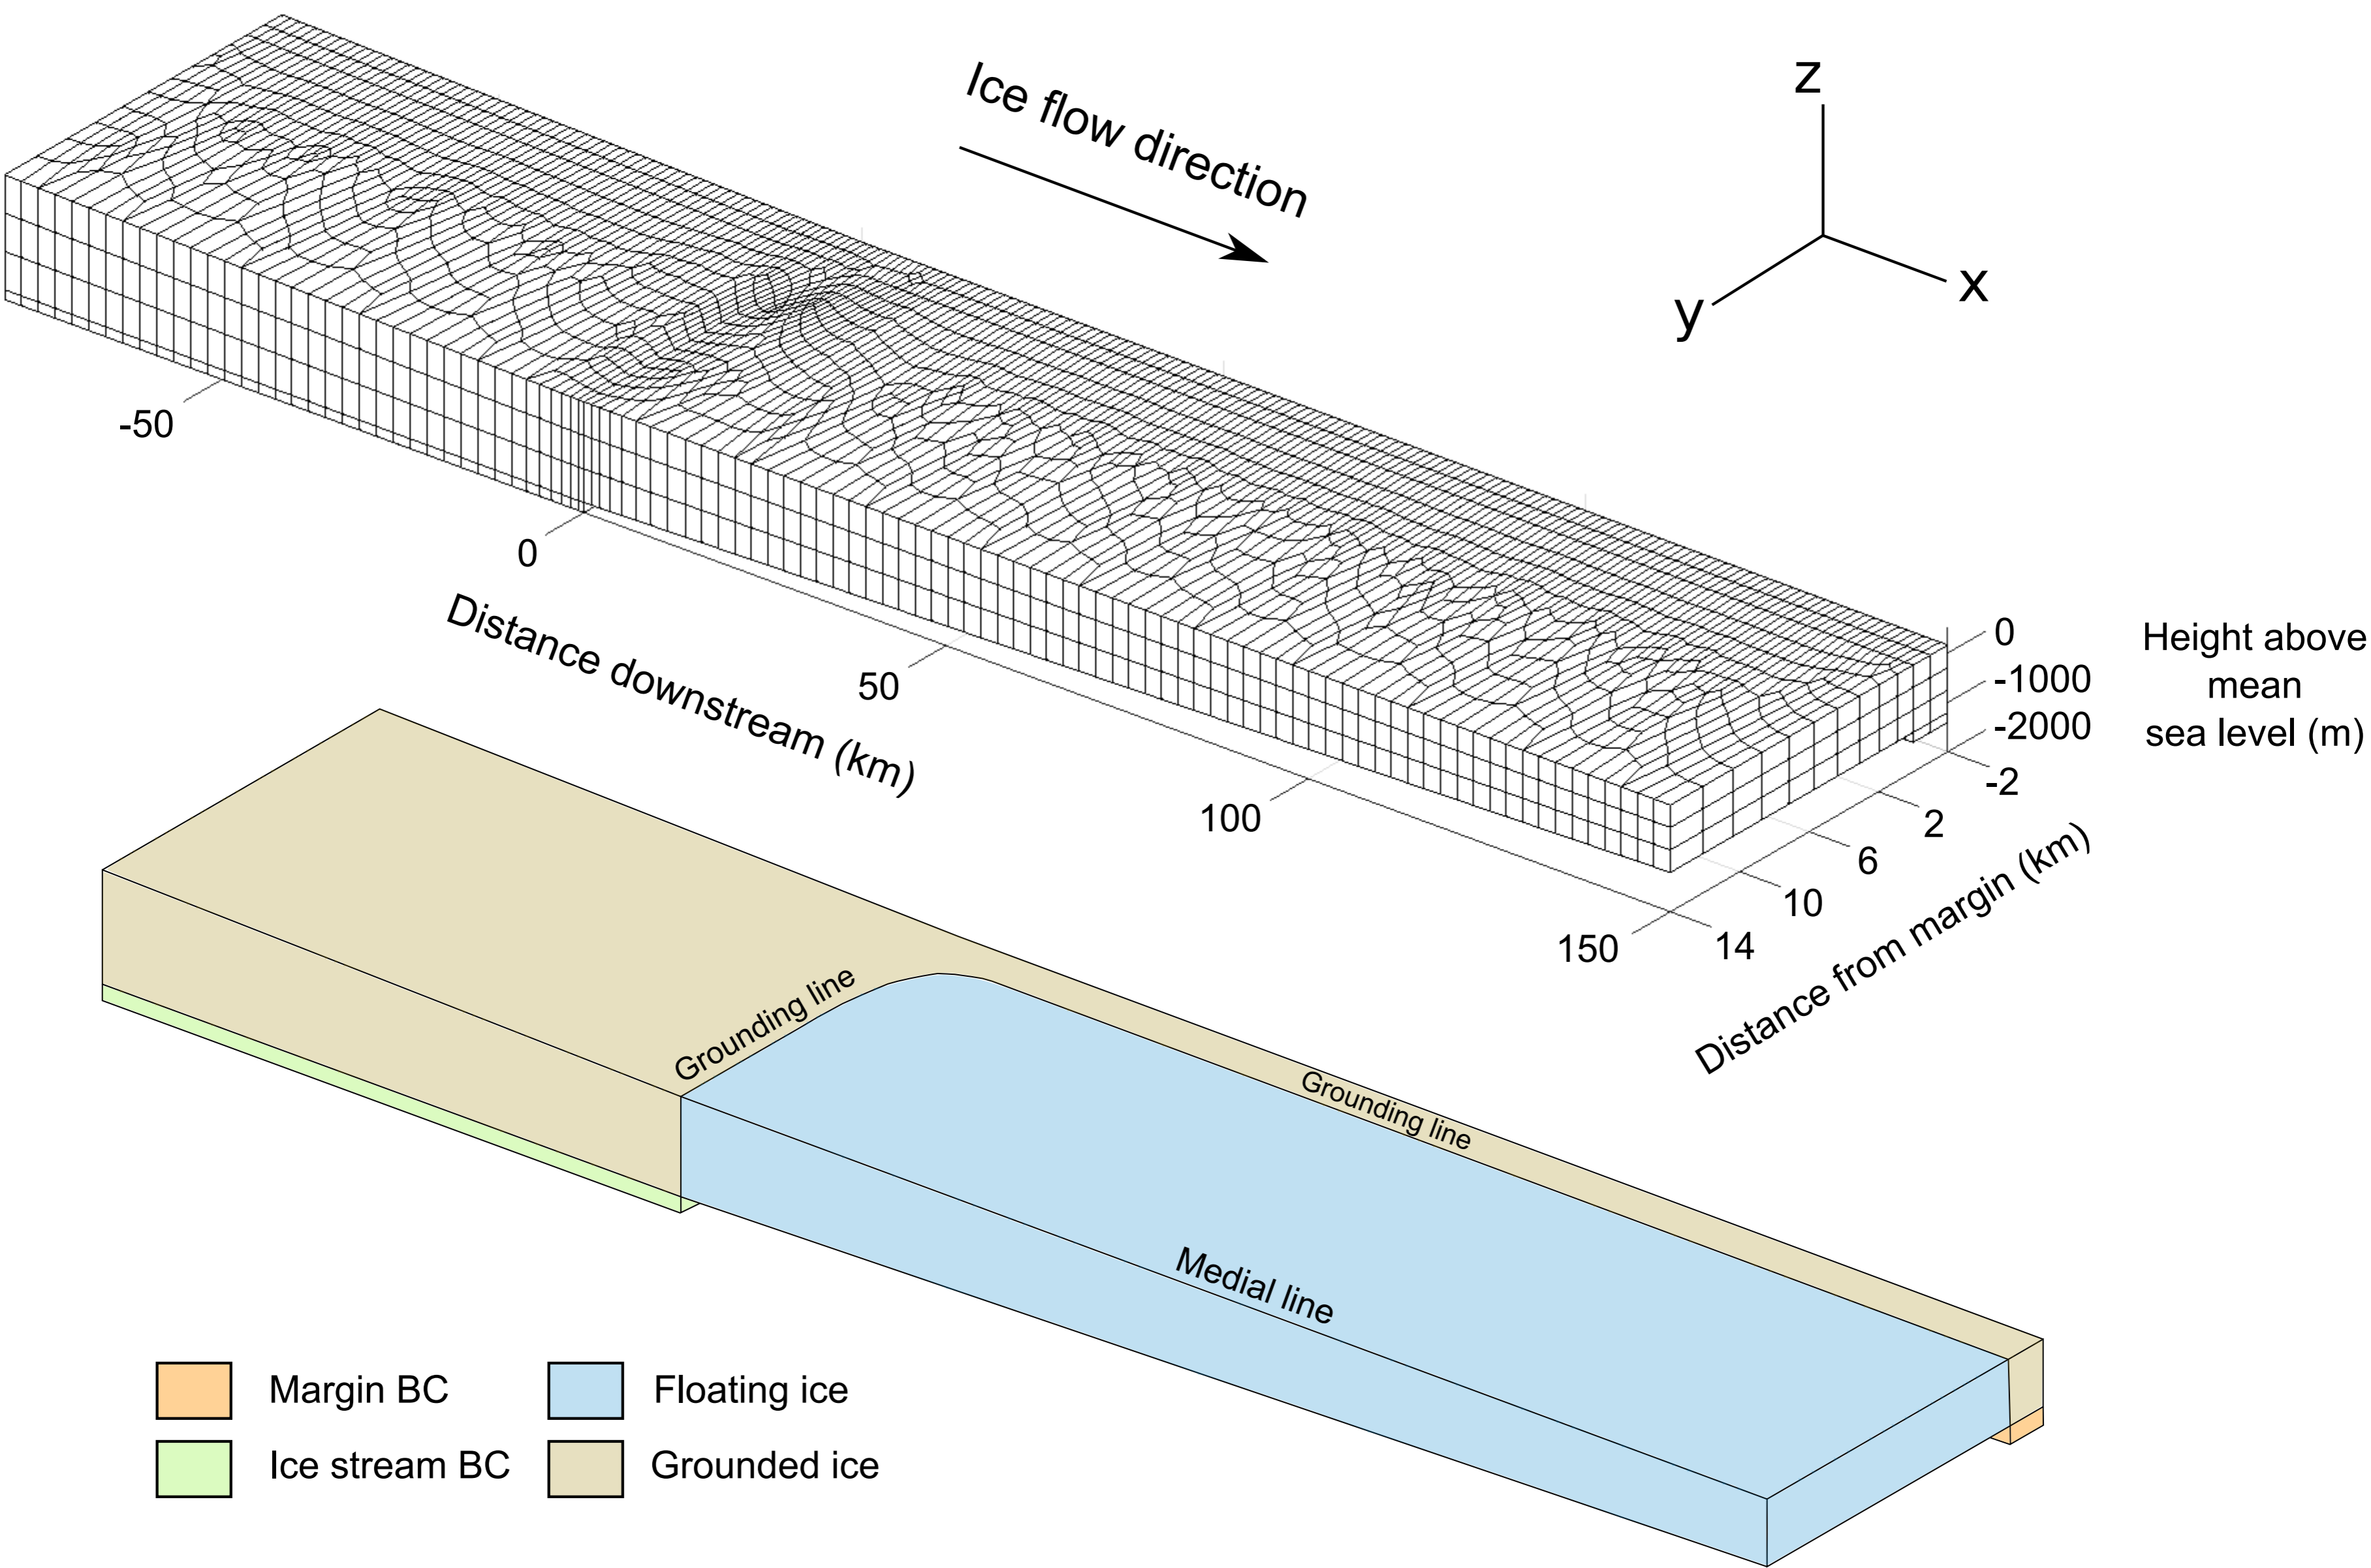 Ice flow direction
z
y
x
-50
0
50
100
150
Distance downstream (km)
0
-1000
-2000
Height above
mean
sea level (m)
-2
2
6
10
14
Distance from margin (km)
Grounding line
Grounding line
Medial line
Margin BC
Floating ice
Ice stream BC
Grounded ice